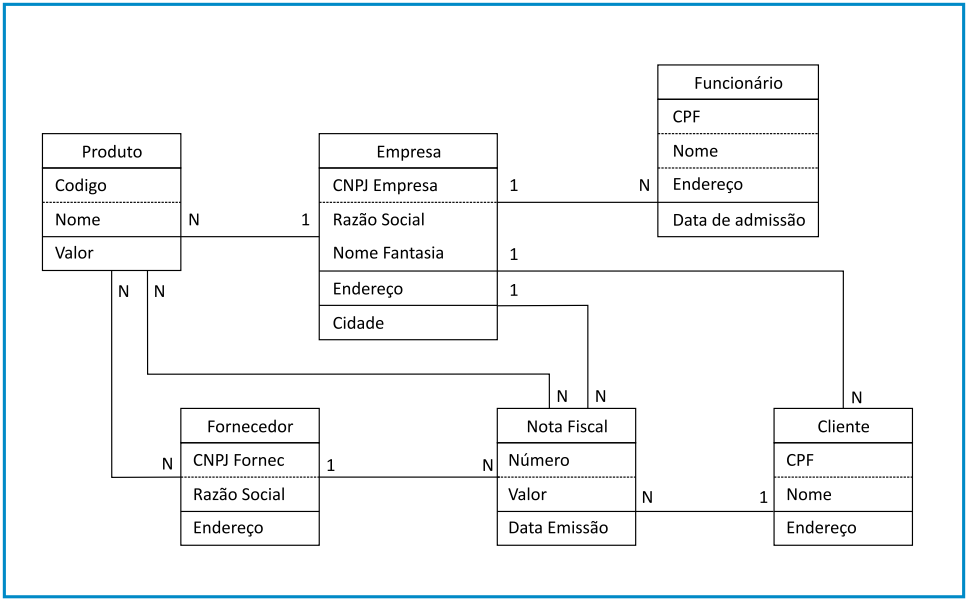 Funcionário
CPF
Nome
Endereço
Data de admissão
Produto
Codigo
Nome
Valor
Empresa
CNPJ Empresa
Razão Social
Nome Fantasia
Endereço
Cidade
N
1
1
N
1
1
N
N
N
N
N
Fornecedor
CNPJ Fornec
Razão Social
Endereço
N
1
N
Nota Fiscal
Número
Valor
Data Emissão
N
1
Cliente
CPF
Nome
Endereço